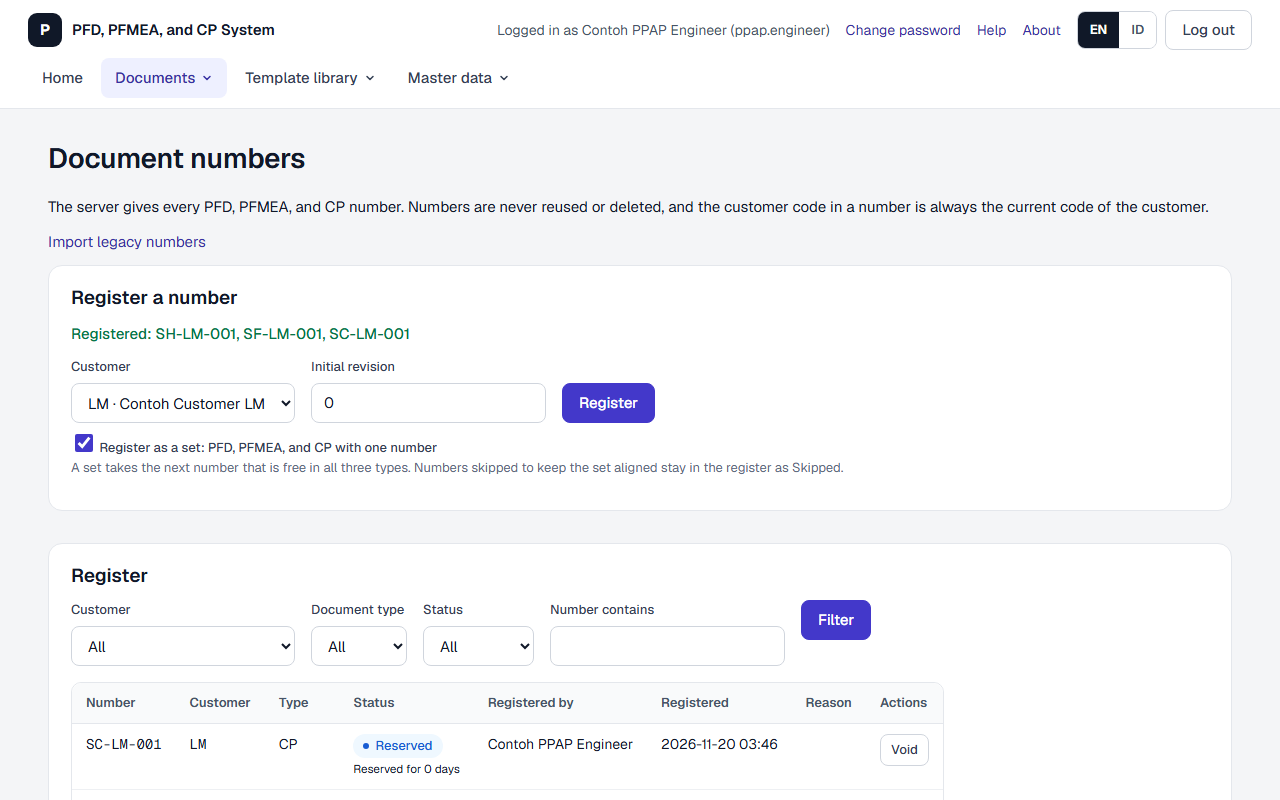 P PFD, PFMEA, and CP System Logged in as Contoh PPAP Engineer (ppap.engineer) Change password Help About EN ID Log out
Home Documents Template library Master data
Document numbers
The server gives every PFD, PFMEA, and CP number. Numbers are never reused or deleted, and the customer code in a number is always the current code of the customer.
Import legacy numbers
Register a number
Registered: SH-LM-001, SF-LM-001, SC-LM-001
Customer Initial revision
LM · Contoh Customer LM 0 Register
Register as a set: PFD, PFMEA, and CP with one number
A set takes the next number that is free in all three types. Numbers skipped to keep the set aligned stay in the register as Skipped.
Register
Customer Document type Status Number contains
All All All Filter
Number Customer Type Status Registered by Registered Reason Actions
SC-LM-001 LM CP Reserved Contoh PPAP Engineer 2026-11-20 03:46 Void
Reserved for 0 days